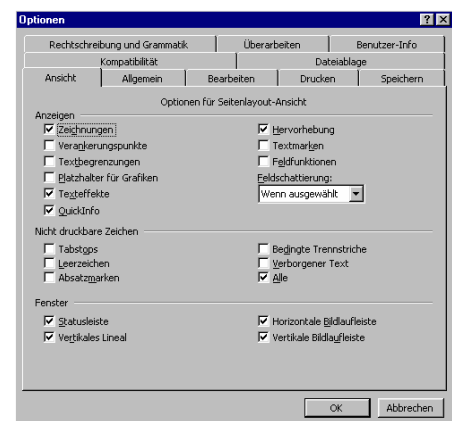 Optionen
Rechtschreibung und Grammatik Überarbeiten Benutzer-Info
Kompatibilität Dateiablage
Ansicht Allgemein Bearbeiten Drucken Speichern
Optionen für Seitenlayout-Ansicht
Anzeigen
Zeichnungen Hervorhebung
Verankerungspunkte Textmarken
Textbegrenzungen Feldfunktionen
Platzhalter für Grafiken Feldschattierung:
Texteffekte Wenn ausgewählt
QuickInfo
Nicht druckbare Zeichen
Tabstops Bedingte Trennstriche
Leerzeichen Verborgener Text
Absatzmarken Alle
Fenster
Statusleiste Horizontale Bildlaufleiste
Vertikales Lineal Vertikale Bildlaufleiste
OK Abbrechen